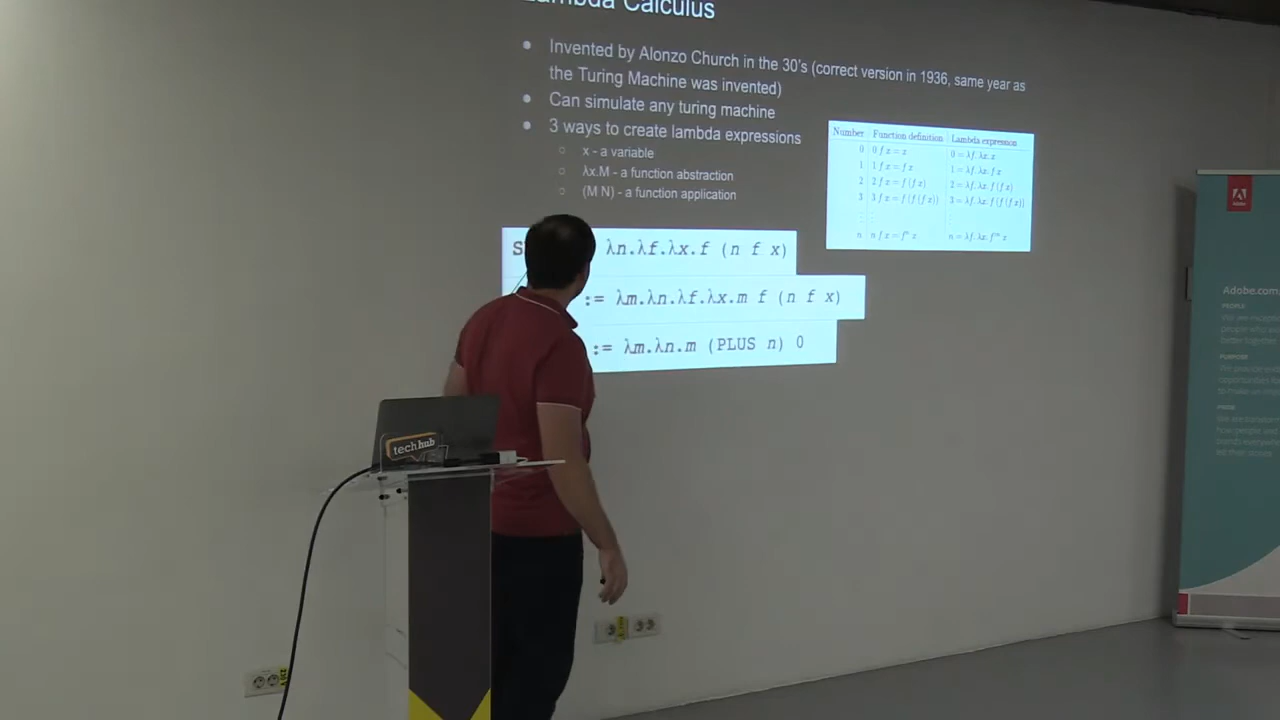 Lambda Calculus
Invented by Alonzo Church in the 30's (correct version in 1936, same year as
the Turing Machine was invented)
Can simulate any turing machine
3 ways to create lambda expressions
x - a variable
λx.M - a function abstraction
(M N) - a function application
Number Function definition Lambda expression
0 0 f x = x 0 = λf.λx.x
1 1 f x = f x 1 = λf.λx.f x
2 2 f x = f (f x) 2 = λf.λx.f (f x)
3 3 f x = f (f (f x)) 3 = λf.λx.f (f (f x))
n n f x = fⁿ x n = λf.λx.fⁿ x
λn.λf.λx.f (n f x)
:= λm.λn.λf.λx.m f (n f x)
:= λm.λn.m (PLUS n) 0
techhub
Adobe.com
PEOPLE
PURPOSE